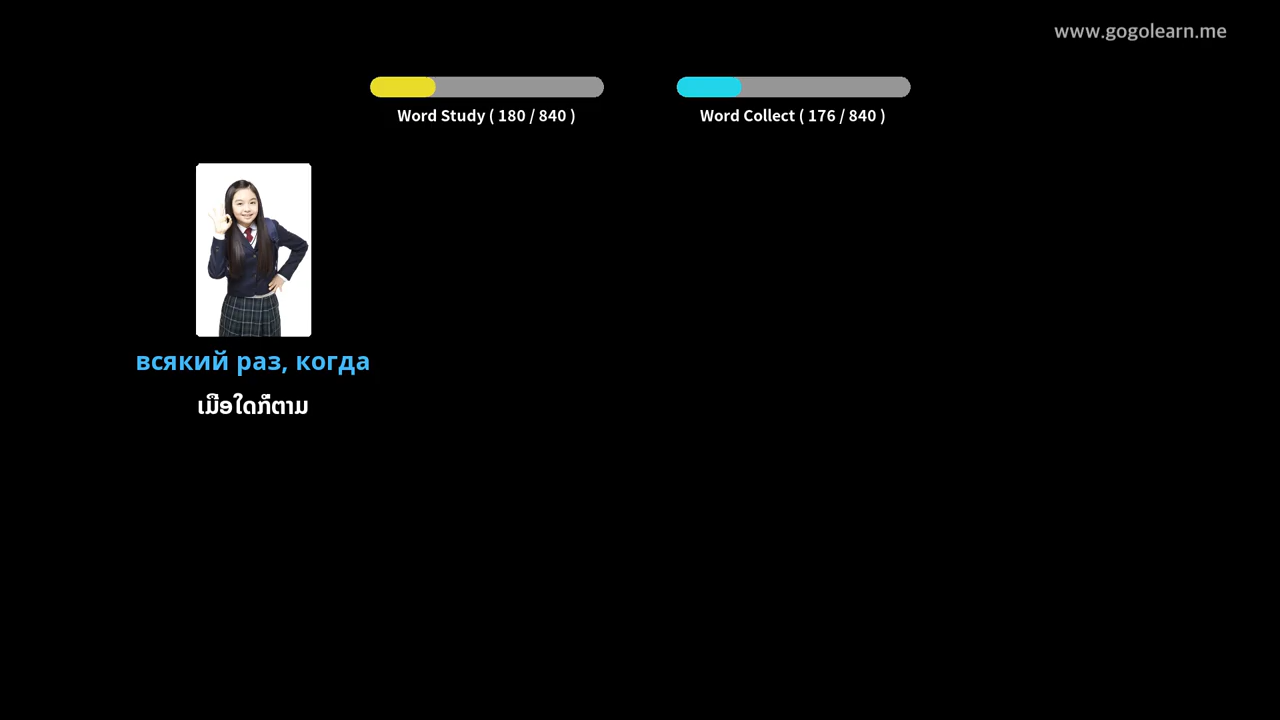 www.gogolearn.me
Word Study ( 180 / 840 )
Word Collect ( 176 / 840 )
всякий раз, когда
ເມື່ອໃດກໍ່ຕາມ